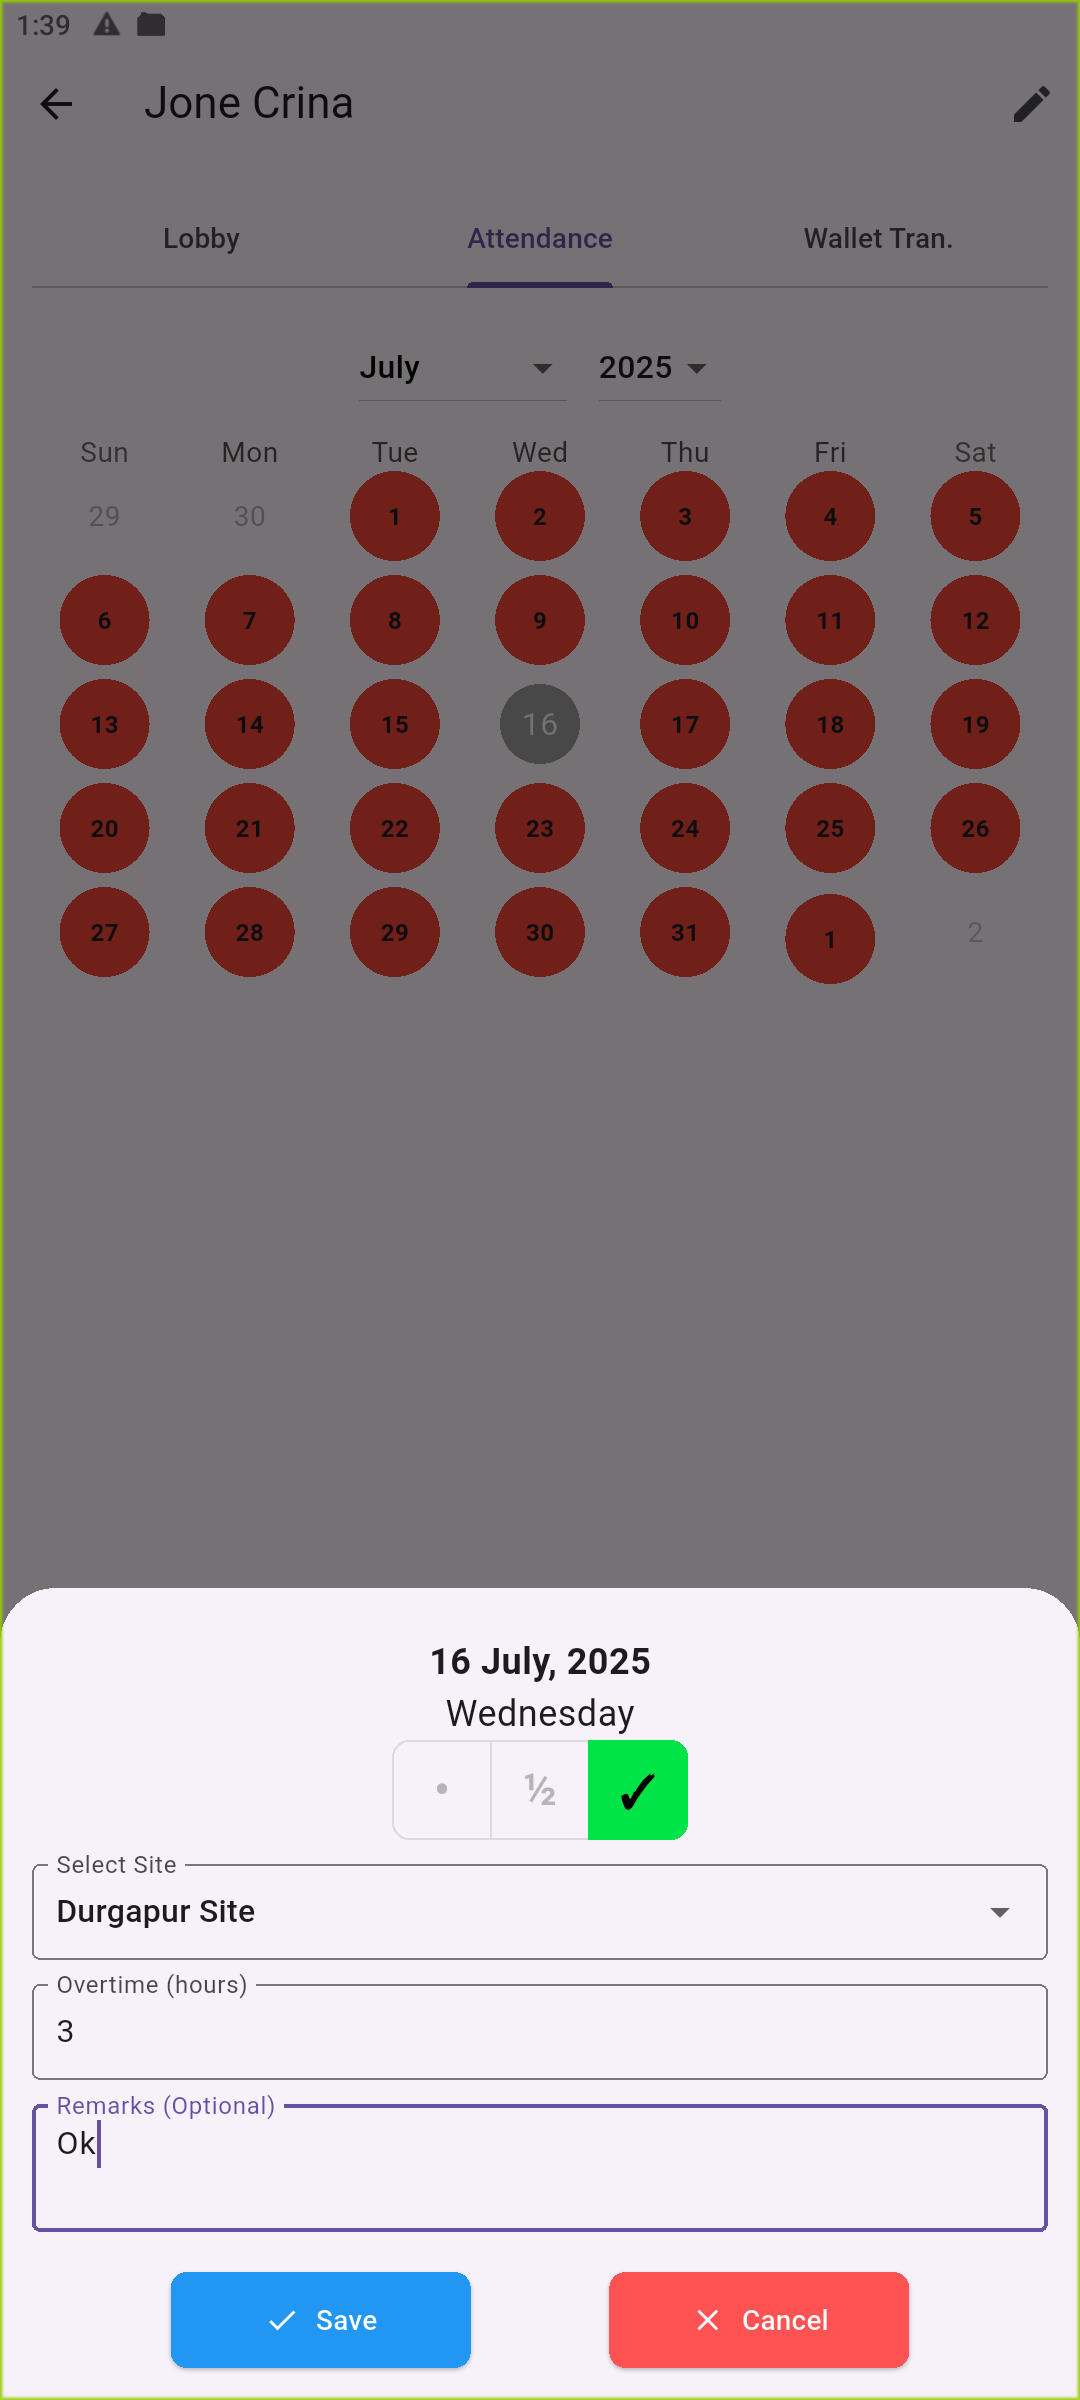 1:39
Jone Crina
Lobby Attendance Wallet Tran.
July 2025
Sun Mon Tue Wed Thu Fri Sat
29 30 1 2 3 4 5
6 7 8 9 10 11 12
13 14 15 16 17 18 19
20 21 22 23 24 25 26
27 28 29 30 31 1 2
16 July, 2025
Wednesday
• ½ ✓
Select Site
Durgapur Site
Overtime (hours)
3
Remarks (Optional)
Ok
Save Cancel